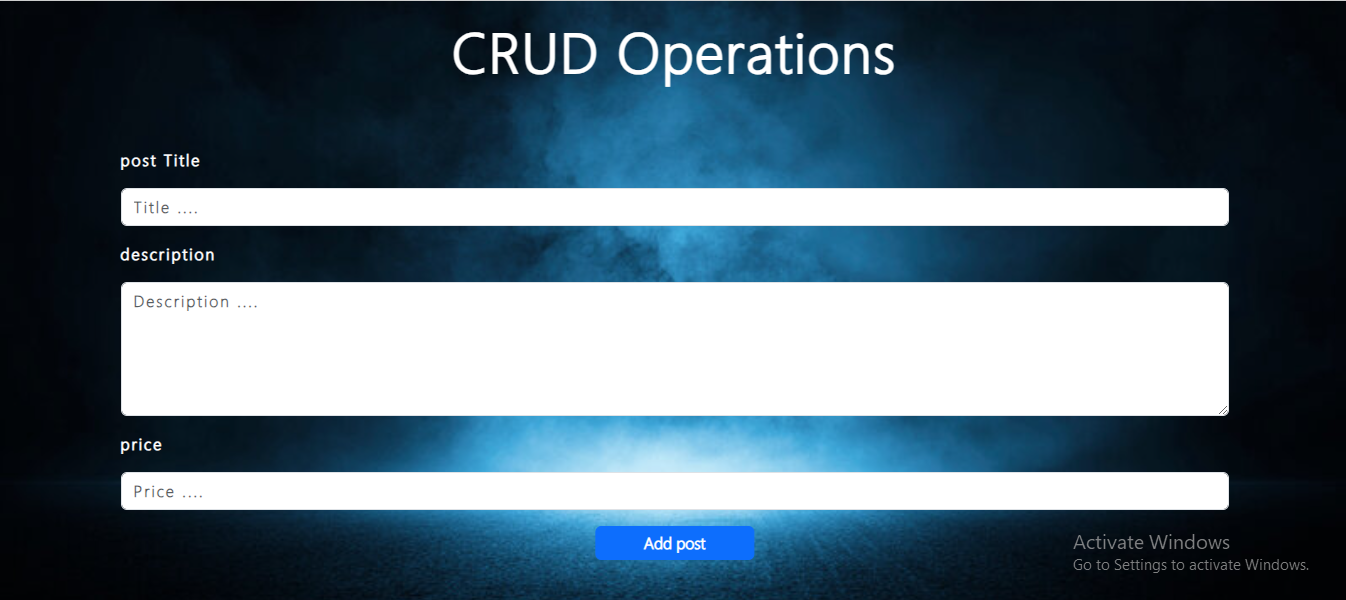 CRUD Operations
post Title
Title ....
description
Description ....
price
Price ....
Add post
Activate Windows
Go to Settings to activate Windows.